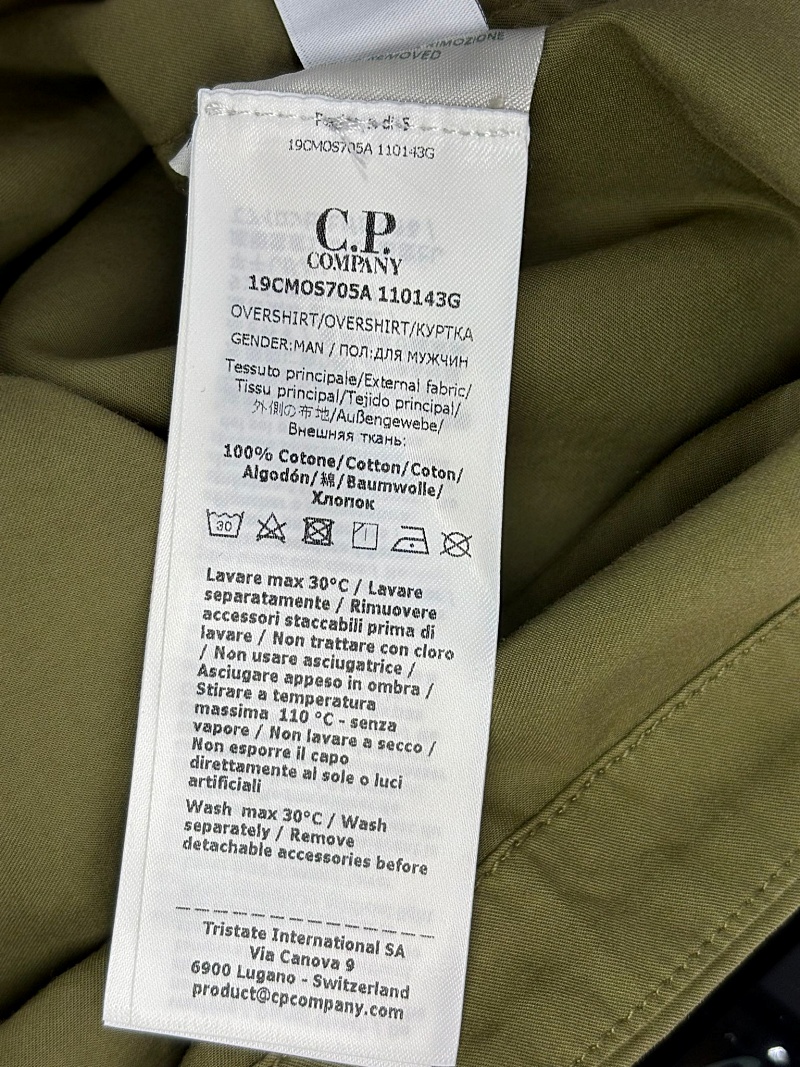 RIMOZIONE
REMOVED
di S
19CMOS705A 110143G
C.P.
COMPANY
19CMOS705A 110143G
OVERSHIRT/OVERSHIRT/КУРТКА
GENDER:MAN / ПОЛ:ДЛЯ МУЖЧИН
Tessuto principale/External fabric/
Tissu principal/Tejido principal/
外側の布地/Außengewebe/
Внешняя ткань:
100% Cotone/Cotton/Coton/
Algodón/綿/Baumwolle/
Хлопок
30
Lavare max 30°C / Lavare
separatamente / Rimuovere
accessori staccabili prima di
lavare / Non trattare con cloro
/ Non usare asciugatrice /
Asciugare appeso in ombra /
Stirare a temperatura
massima 110 °C - senza
vapore / Non lavare a secco /
Non esporre il capo
direttamente al sole o luci
artificiali
Wash max 30°C / Wash
separately / Remove
detachable accessories before
Tristate International SA
Via Canova 9
6900 Lugano - Switzerland
product@cpcompany.com